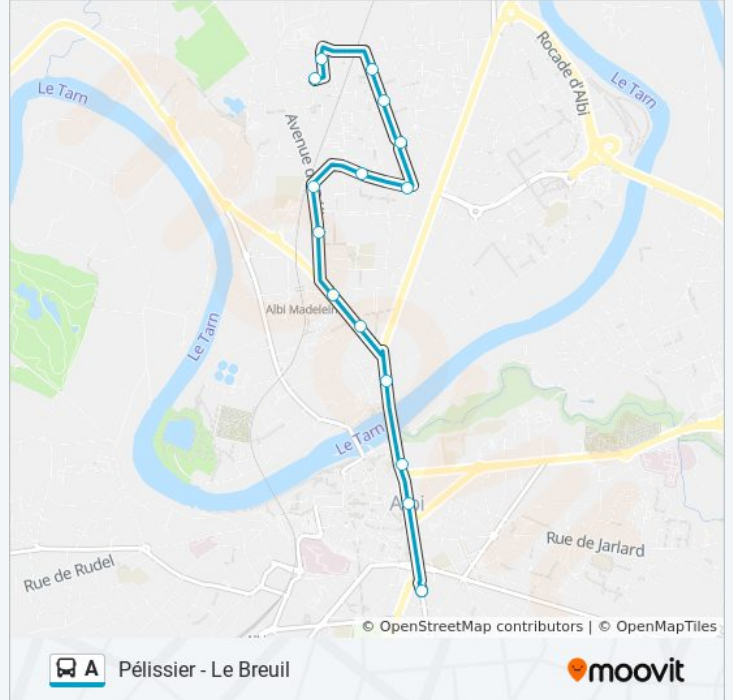 Le Tarn
Rocade d'Albi
Le Tarn
Avenue d
Albi Madelein
Le Tarn
Le Tarn
Albi
Rue de Jarlard
Rue de Rudel
© OpenStreetMap contributors | © OpenMapTiles
A Pélissier - Le Breuil
moovit